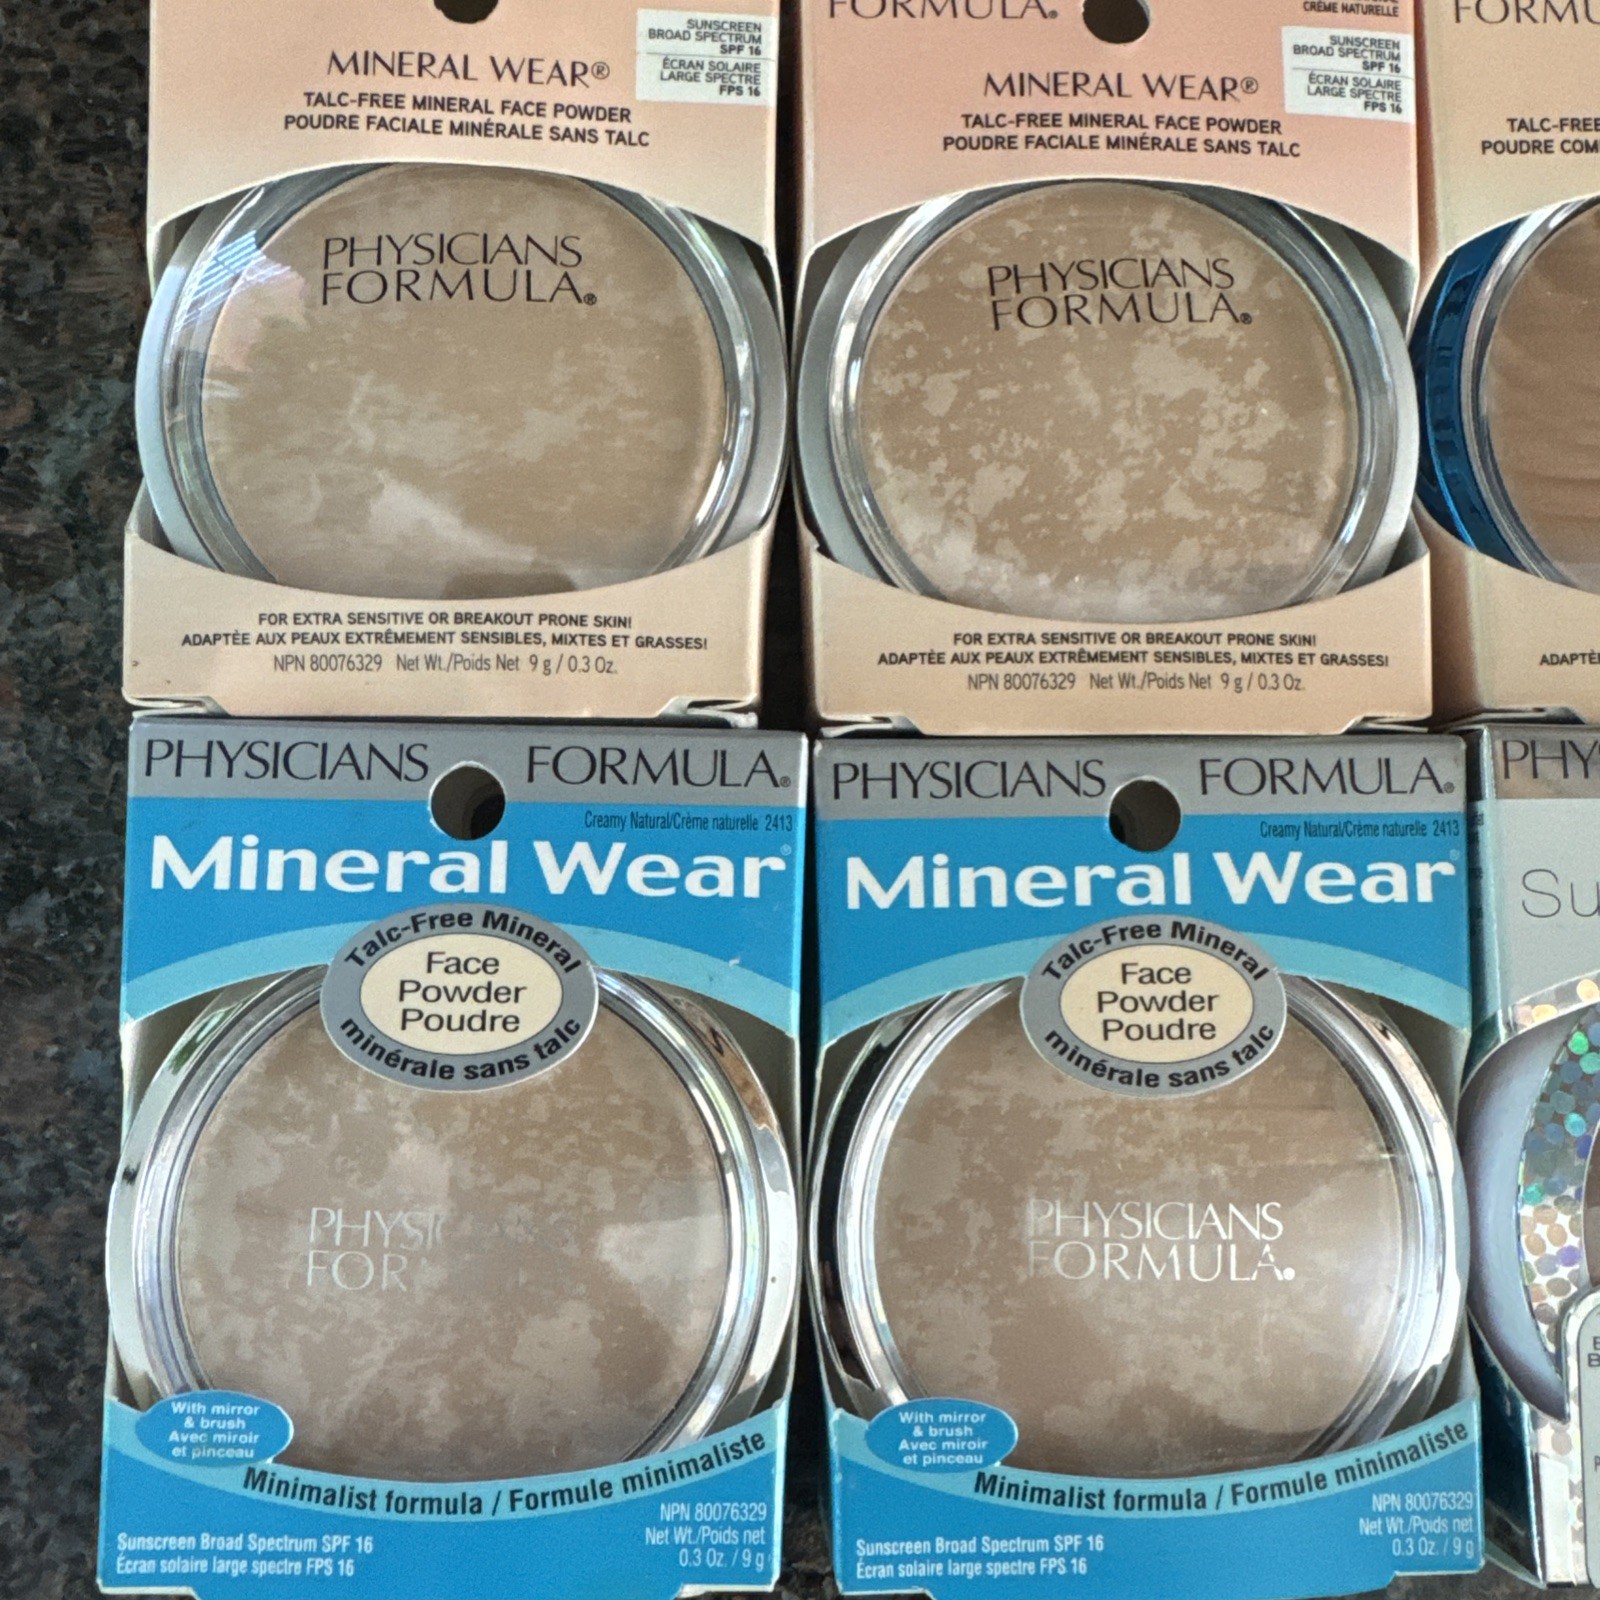 SUNSCREEN
BROAD SPECTRUM
SPF 16
ÉCRAN SOLAIRE
LARGE SPECTRE
FPS 16
MINERAL WEAR®
TALC-FREE MINERAL FACE POWDER
POUDRE FACIALE MINÉRALE SANS TALC
PHYSICIANS
FORMULA®
FOR EXTRA SENSITIVE OR BREAKOUT PRONE SKIN!
ADAPTÈE AUX PEAUX EXTRÊMEMENT SENSIBLES, MIXTES ET GRASSES!
NPN 80076329 Net Wt./Poids Net 9 g / 0.3 Oz.
FORMULA®
CRÈME NATURELLE
SUNSCREEN
BROAD SPECTRUM
SPF 16
ÉCRAN SOLAIRE
LARGE SPECTRE
FPS 16
MINERAL WEAR®
TALC-FREE MINERAL FACE POWDER
POUDRE FACIALE MINÉRALE SANS TALC
PHYSICIANS
FORMULA®
FOR EXTRA SENSITIVE OR BREAKOUT PRONE SKIN!
ADAPTÈE AUX PEAUX EXTRÊMEMENT SENSIBLES, MIXTES ET GRASSES!
NPN 80076329 Net Wt./Poids Net 9 g / 0.3 Oz.
FORMU
TALC-FREE
POUDRE COM
ADAPTÈ
PHYSICIANS FORMULA®
Creamy Natural/Crème naturelle 2413
Mineral Wear®
Talc-Free Mineral
Face
Powder
Poudre
minérale sans talc
PHYSICIANS
FOR
With mirror
& brush
Avec miroir
et pinceau
Minimalist formula / Formule minimaliste
NPN 80076329
Net Wt./Poids net
0.3 Oz. / 9 g
Sunscreen Broad Spectrum SPF 16
Écran solaire large spectre FPS 16
PHYSICIANS FORMULA®
Creamy Natural/Crème naturelle 2413
Mineral Wear®
Talc-Free Mineral
Face
Powder
Poudre
minérale sans talc
PHYSICIANS
FORMULA®
With mirror
& brush
Avec miroir
et pinceau
Minimalist formula / Formule minimaliste
NPN 80076329
Net Wt./Poids net
0.3 Oz. / 9 g
Sunscreen Broad Spectrum SPF 16
Écran solaire large spectre FPS 16
PHY
Su